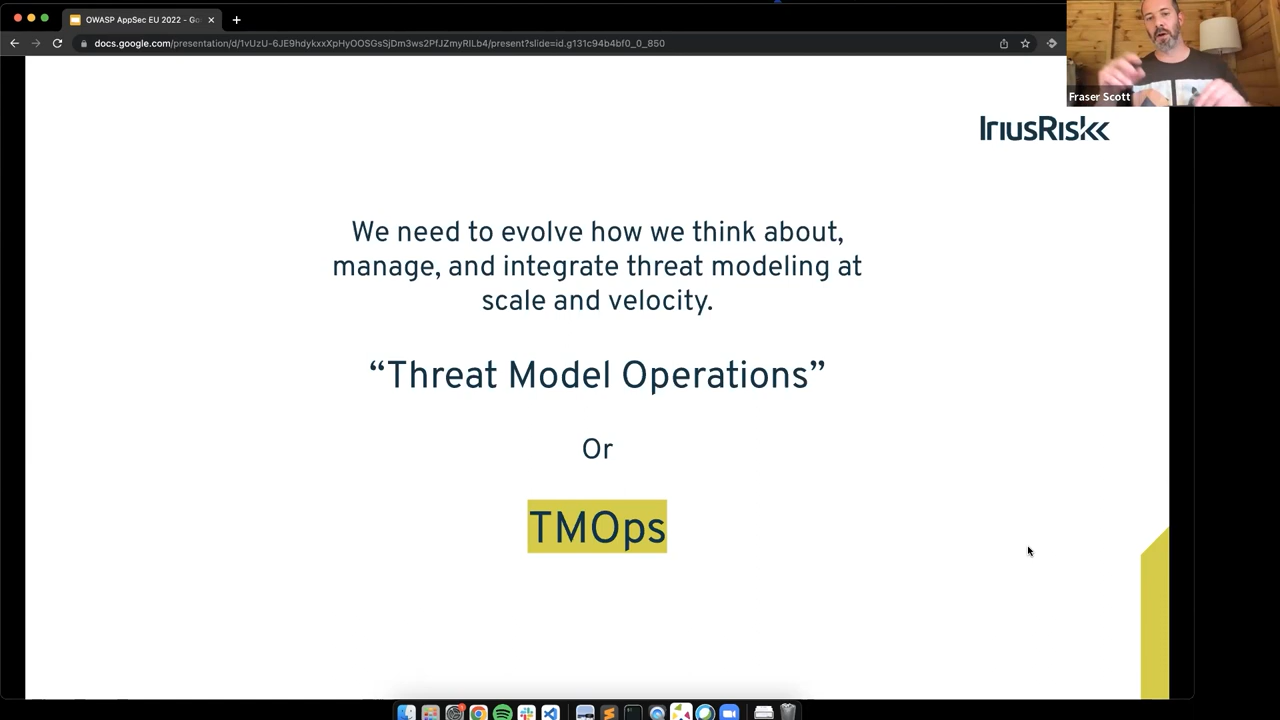 OWASP AppSec EU 2022 - Go
docs.google.com/presentation/d/1vUzU-6JE9hdykxxXpHyOOSGsSjDm3ws2PfJZmyRILb4/present?slide=id.g131c94b4bf0_0_850
Fraser Scott
IriusRisk
We need to evolve how we think about,
manage, and integrate threat modeling at
scale and velocity.
“Threat Model Operations”
Or
TMOps